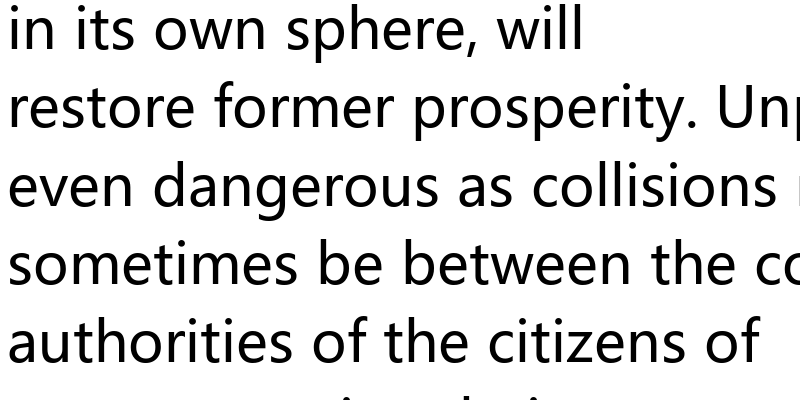 in its own sphere, will
restore former prosperity.
even dangerous as collisions
sometimes be between the
authorities of the citizens of